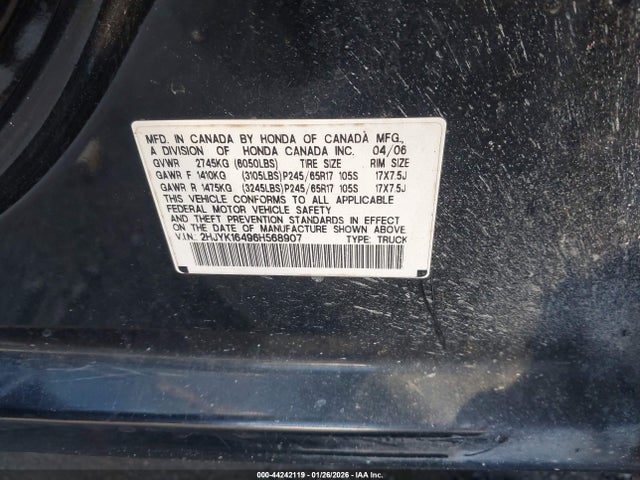 MFD. IN CANADA BY HONDA OF CANADA MFG.,
A DIVISION OF HONDA CANADA INC. 04/06
GVWR 2745KG (6050LBS) TIRE SIZE RIM SIZE
GAWR F 1410KG (3105LBS)P245/65R17 105S 17X7.5J
GAWR R 1475KG (3245LBS)P245/65R17 105S 17X7.5J
THIS VEHICLE CONFORMS TO ALL APPLICABLE
FEDERAL MOTOR VEHICLE SAFETY
AND THEFT PREVENTION STANDARDS IN EFFECT ON
THE DATE OF MANUFACTURE SHOWN ABOVE.
V.I.N: 2HJYK16496H568907 TYPE: TRUCK
000-44242119 | 01/26/2026 - IAA Inc.